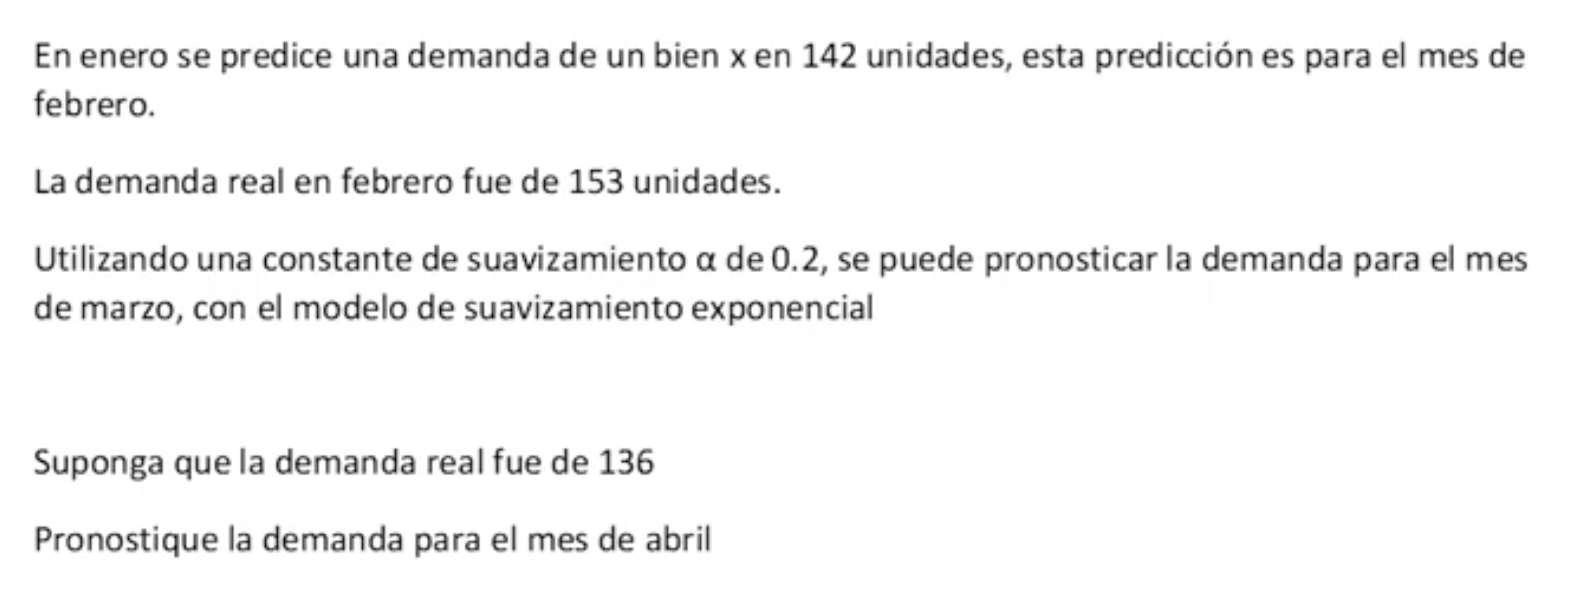 En enero se predice una demanda de un bien x en 142 unidades, esta predicción es para el mes de
febrero.
La demanda real en febrero fue de 153 unidades.
Utilizando una constante de suavizamiento α de 0.2, se puede pronosticar la demanda para el mes
de marzo, con el modelo de suavizamiento exponencial
Suponga que la demanda real fue de 136
Pronostique la demanda para el mes de abril